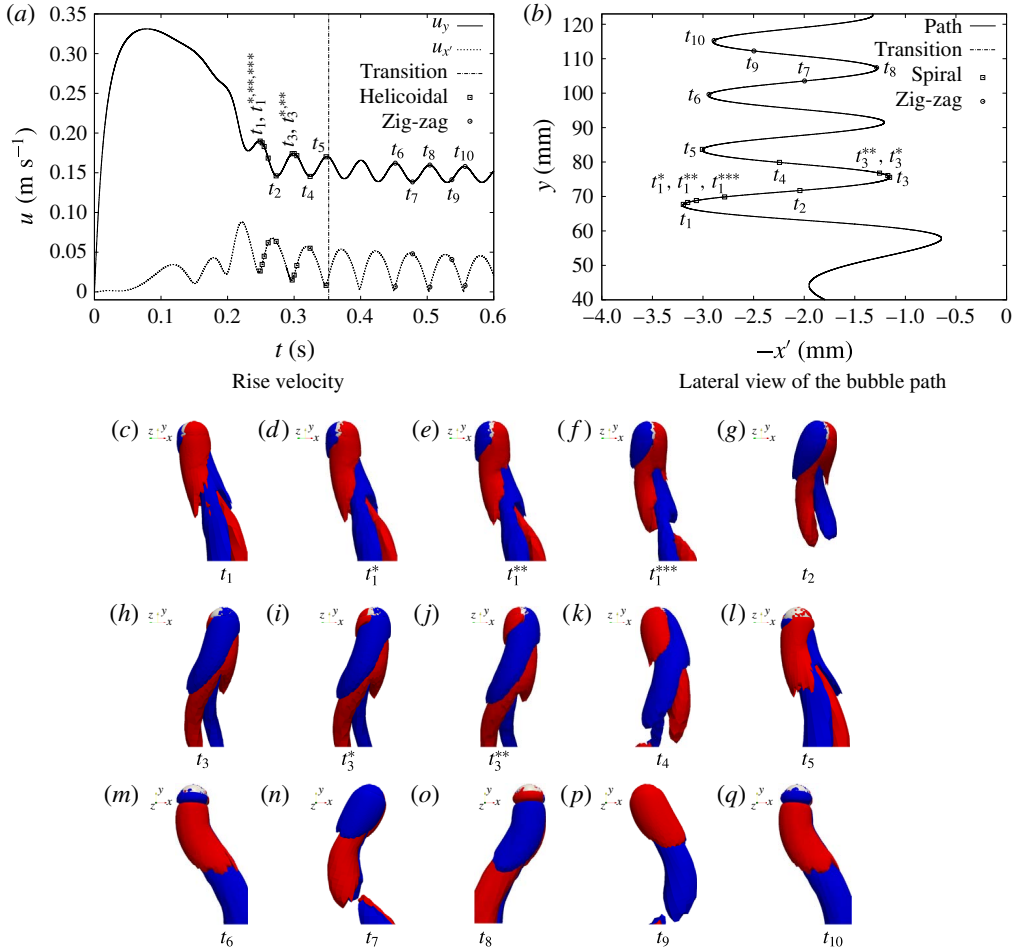 (a)
0.35
0.30
0.25
0.20
0.15
0.10
0.05
0
u (m s⁻¹)
0 0.1 0.2 0.3 0.4 0.5 0.6
t (s)
u_y
u_x′
Transition
Helicoidal
Zig-zag
t₁, t₁*,**,***
t₂
t₃, t₃*,**
t₄
t₅
t₆
t₇
t₈
t₉
t₁₀
Rise velocity
(b)
120
110
100
90
80
70
60
50
40
y (mm)
−4.0 −3.5 −3.0 −2.5 −2.0 −1.5 −1.0 0
−x′ (mm)
Path
Transition
Spiral
Zig-zag
t₁₀
t₉
t₈
t₇
t₆
t₅
t₄
t₃**, t₃*
t₃
t₁*, t₁**, t₁***
t₂
t₁
Lateral view of the bubble path
(c) z y x (d) z y x (e) z y x (f) z y x (g) z y x
t₁ t₁* t₁** t₁*** t₂
(h) z y x (i) z y x (j) z y x (k) z y x (l) z y x
t₃ t₃* t₃** t₄ t₅
(m) y z x (n) y z x (o) y z x (p) y z x (q) y z x
t₆ t₇ t₈ t₉ t₁₀